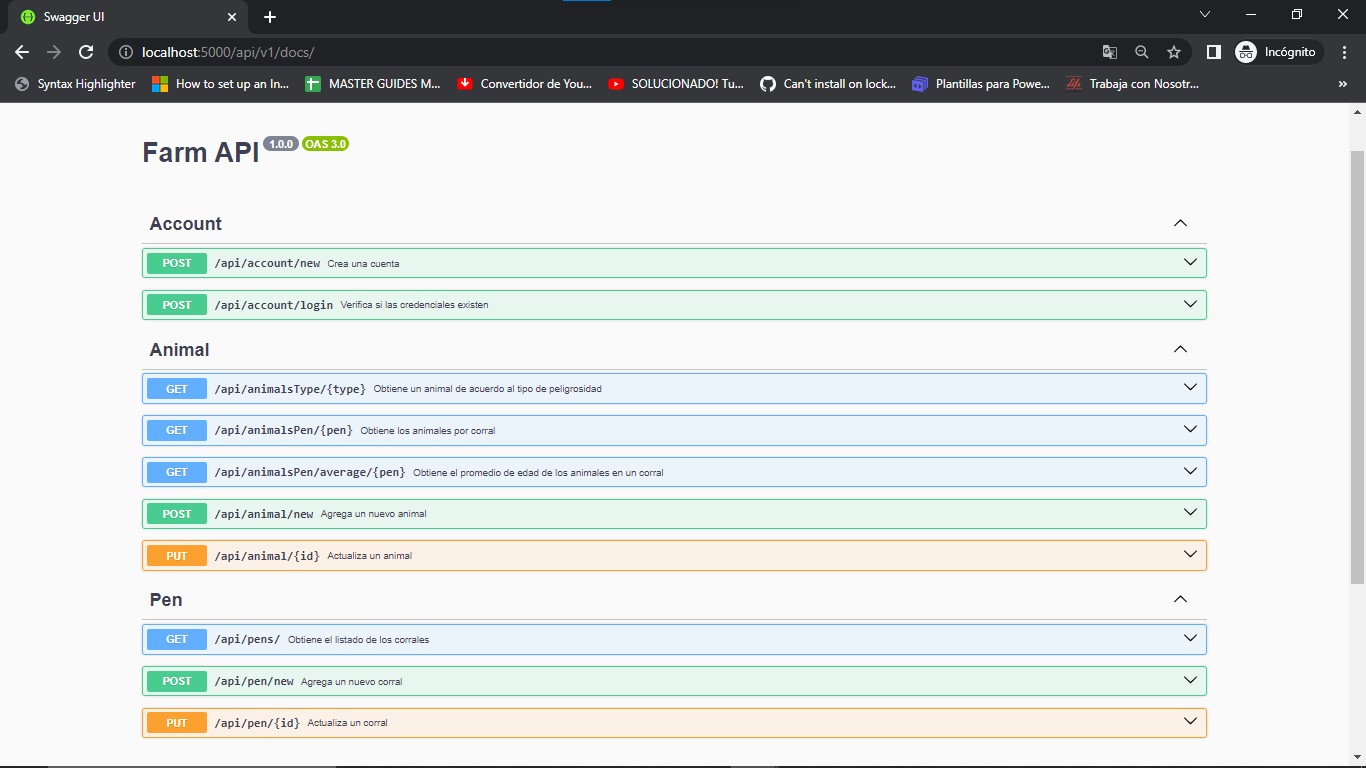 Swagger UI
localhost:5000/api/v1/docs/
Incógnito
Syntax Highlighter
How to set up an In...
MASTER GUIDES M...
Convertidor de You...
SOLUCIONADO! Tu...
Can't install on lock...
Plantillas para Powe...
Trabaja con Nosotr...
»
Farm API 1.0.0 OAS 3.0
Account
POST /api/account/new Crea una cuenta
POST /api/account/login Verifica si las credenciales existen
Animal
GET /api/animalsType/{type} Obtiene un animal de acuerdo al tipo de peligrosidad
GET /api/animalsPen/{pen} Obtiene los animales por corral
GET /api/animalsPen/average/{pen} Obtiene el promedio de edad de los animales en un corral
POST /api/animal/new Agrega un nuevo animal
PUT /api/animal/{id} Actualiza un animal
Pen
GET /api/pens/ Obtiene el listado de los corrales
POST /api/pen/new Agrega un nuevo corral
PUT /api/pen/{id} Actualiza un corral